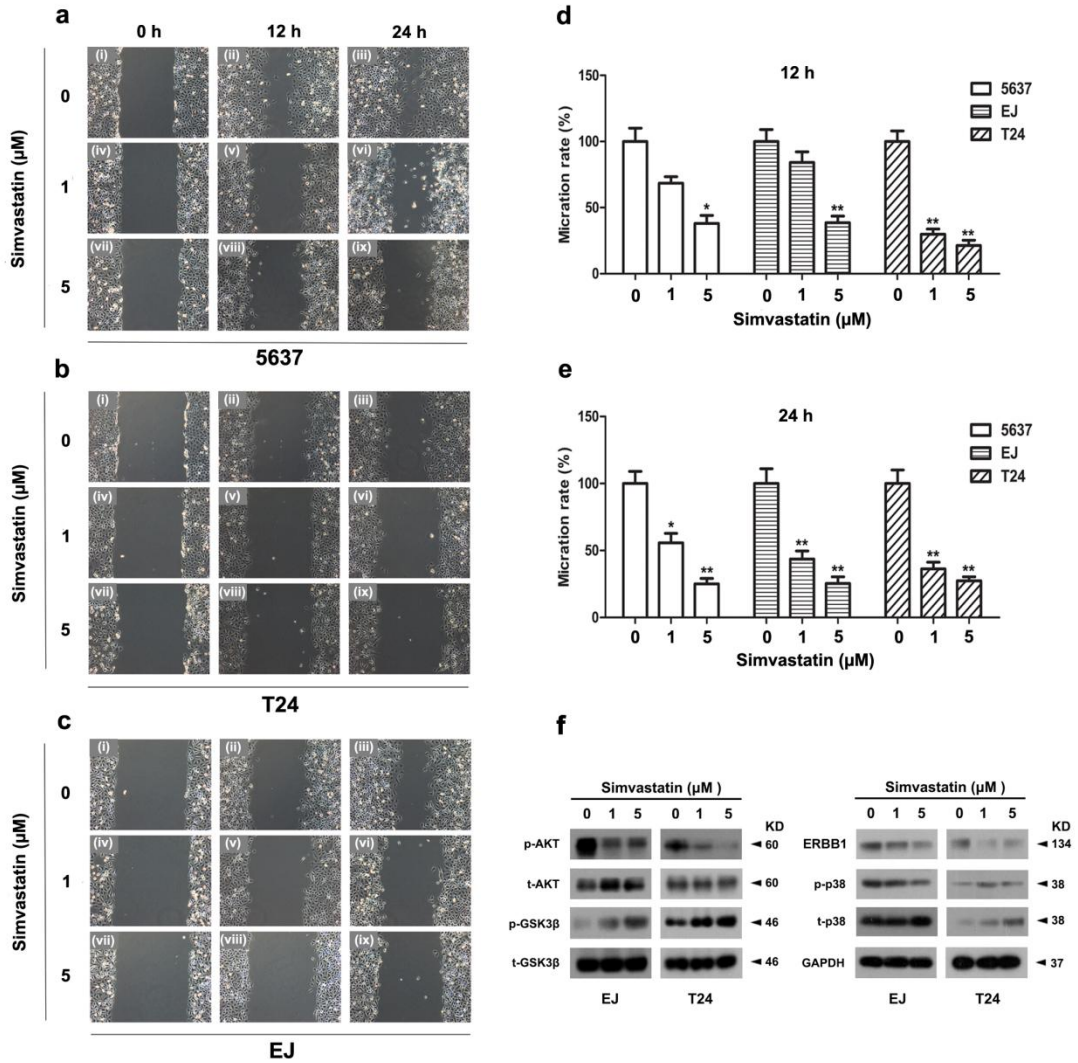 a
0 h 12 h 24 h
Simvastatin (μM)
0
(i) (ii) (iii)
1
(iv) (v) (vi)
5
(vii) (viii) (ix)
5637
b
Simvastatin (μM)
0
(i) (ii) (iii)
1
(iv) (v) (vi)
5
(vii) (viii) (ix)
T24
c
Simvastatin (μM)
0
(i) (ii) (iii)
1
(iv) (v) (vi)
5
(vii) (viii) (ix)
EJ
d
12 h
Micration rate (%)
150
100
50
0
* ** ** **
0 1 5 0 1 5 0 1 5
Simvastatin (μM)
5637
EJ
T24
e
24 h
Micration rate (%)
150
100
50
0
* ** ** ** ** **
0 1 5 0 1 5 0 1 5
Simvastatin (μM)
5637
EJ
T24
f
Simvastatin (μM )
0 1 5 0 1 5 KD
p-AKT 60
t-AKT 60
p-GSK3β 46
t-GSK3β 46
EJ T24
Simvastatin (μM )
0 1 5 0 1 5 KD
ERBB1 134
p-p38 38
t-p38 38
GAPDH 37
EJ T24